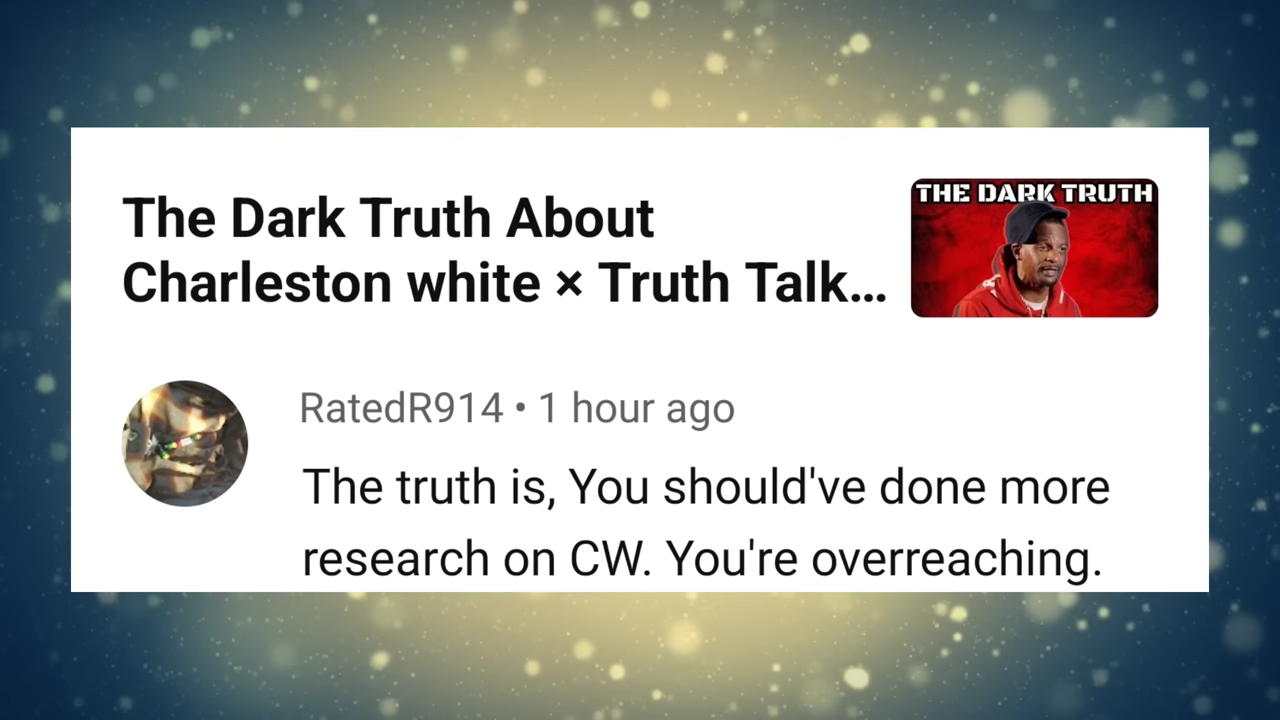 The Dark Truth About
Charleston white × Truth Talk...
THE DARK TRUTH
RatedR914 • 1 hour ago
The truth is, You should've done more
research on CW. You're overreaching.